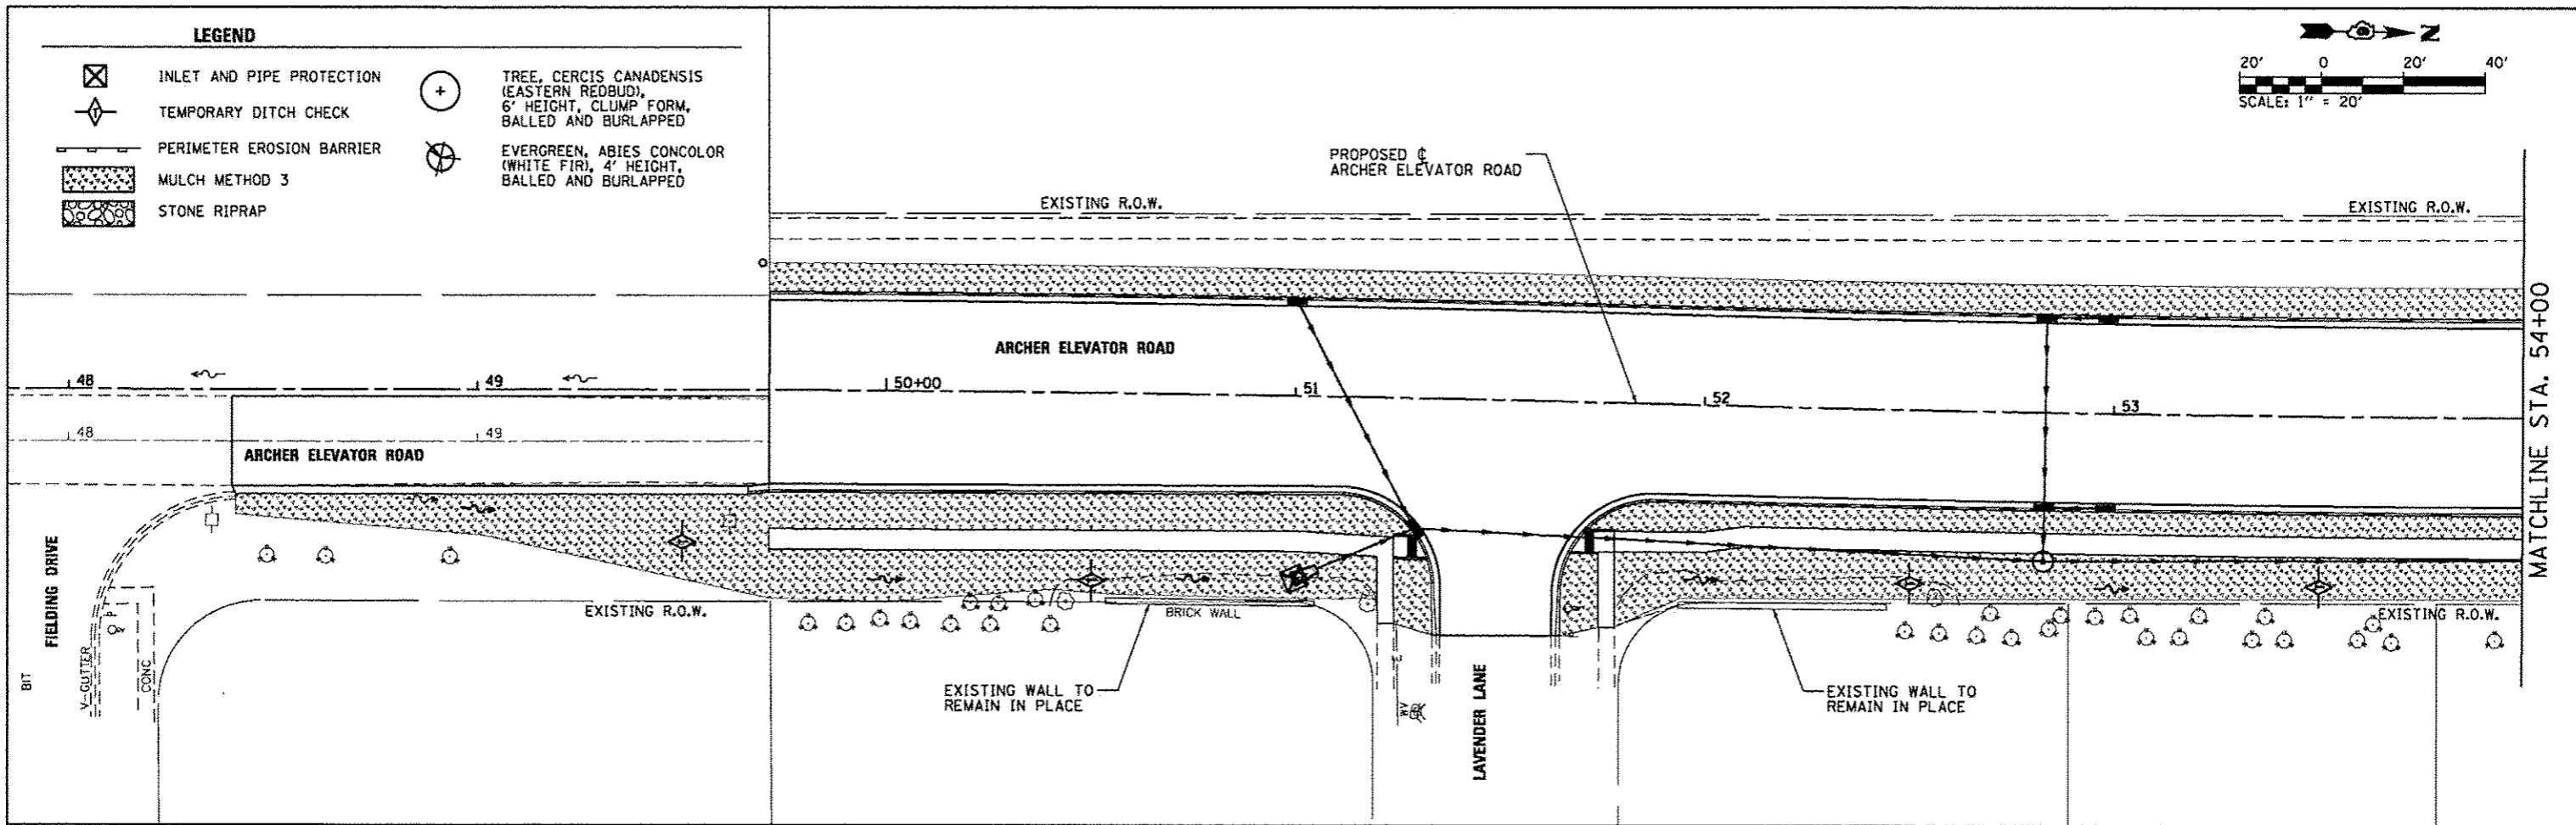 LEGEND
INLET AND PIPE PROTECTION
TEMPORARY DITCH CHECK
PERIMETER EROSION BARRIER
MULCH METHOD 3
STONE RIPRAP
TREE, CERCIS CANADENSIS
(EASTERN REDBUD),
6' HEIGHT, CLUMP FORM,
BALLED AND BURLAPPED
EVERGREEN, ABIES CONCOLOR
(WHITE FIR), 4' HEIGHT,
BALLED AND BURLAPPED
N
20' 0 20' 40'
SCALE: 1" = 20'
PROPOSED ℄
ARCHER ELEVATOR ROAD
EXISTING R.O.W.
EXISTING R.O.W.
ARCHER ELEVATOR ROAD
48
49
50+00
51
52
53
48
49
ARCHER ELEVATOR ROAD
MATCHLINE STA. 54+00
EXISTING R.O.W.
BRICK WALL
EXISTING R.O.W.
FIELDING DRIVE
BIT
V-GUTTER
CONC
EXISTING WALL TO
REMAIN IN PLACE
WV
LAVENDER LANE
EXISTING WALL TO
REMAIN IN PLACE